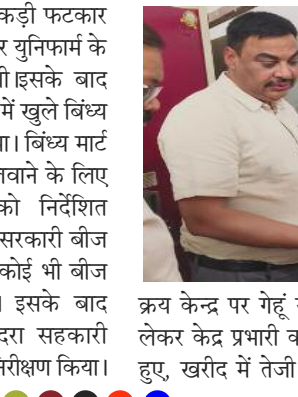 कड़ी फटकार
र युनिफार्म के
ी।इसके बाद
में खुले बिंध्य
ा। बिंध्य मार्ट
वाने के लिए
को निर्देशित
सरकारी बीज
कोई भी बीज
। इसके बाद
दरा सहकारी
निरीक्षण किया।
क्रय केन्द्र पर गेहूं
लेकर केद्र प्रभारी
हुए, खरीद में तेजी